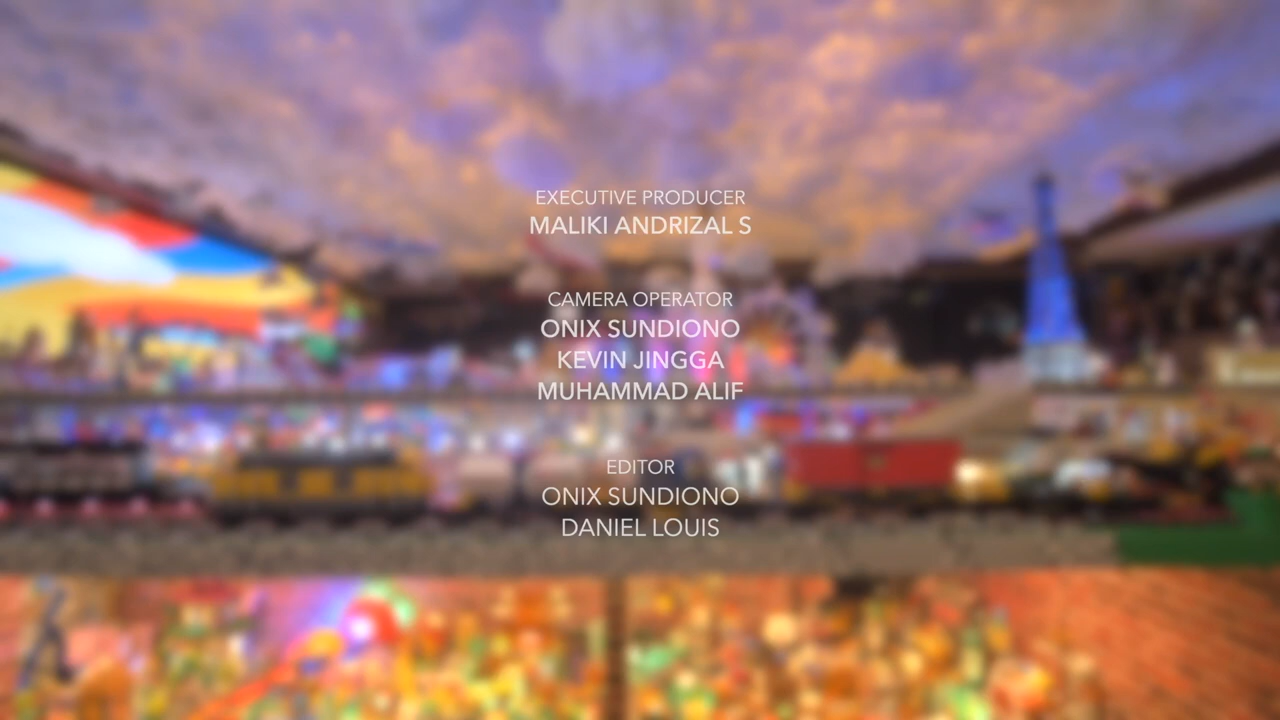 EXECUTIVE PRODUCER
MALIKI ANDRIZAL S
CAMERA OPERATOR
ONIX SUNDIONO
KEVIN JINGGA
MUHAMMAD ALIF
EDITOR
ONIX SUNDIONO
DANIEL LOUIS